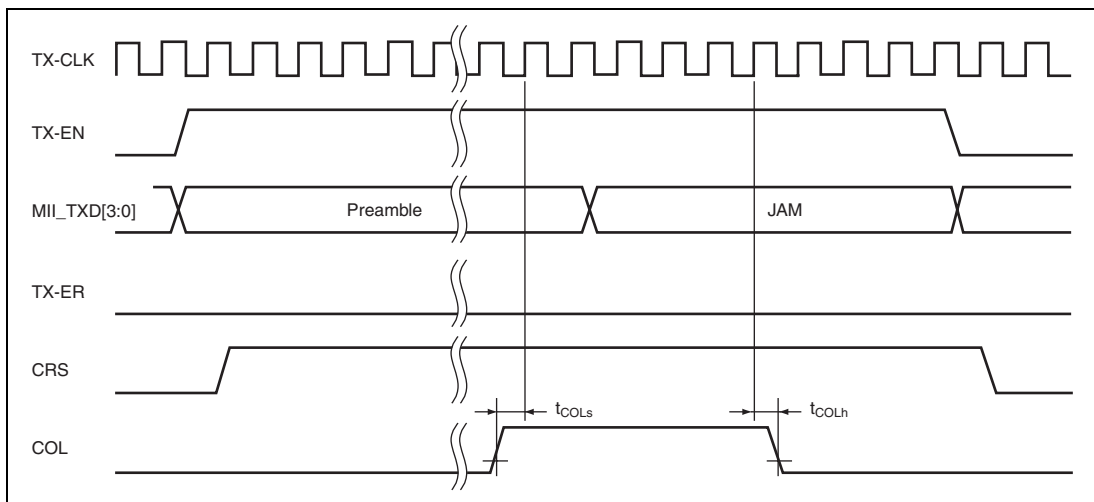 TX-CLK
TX-EN
MII_TXD[3:0]
Preamble
JAM
TX-ER
CRS
tCOLs
tCOLh
COL